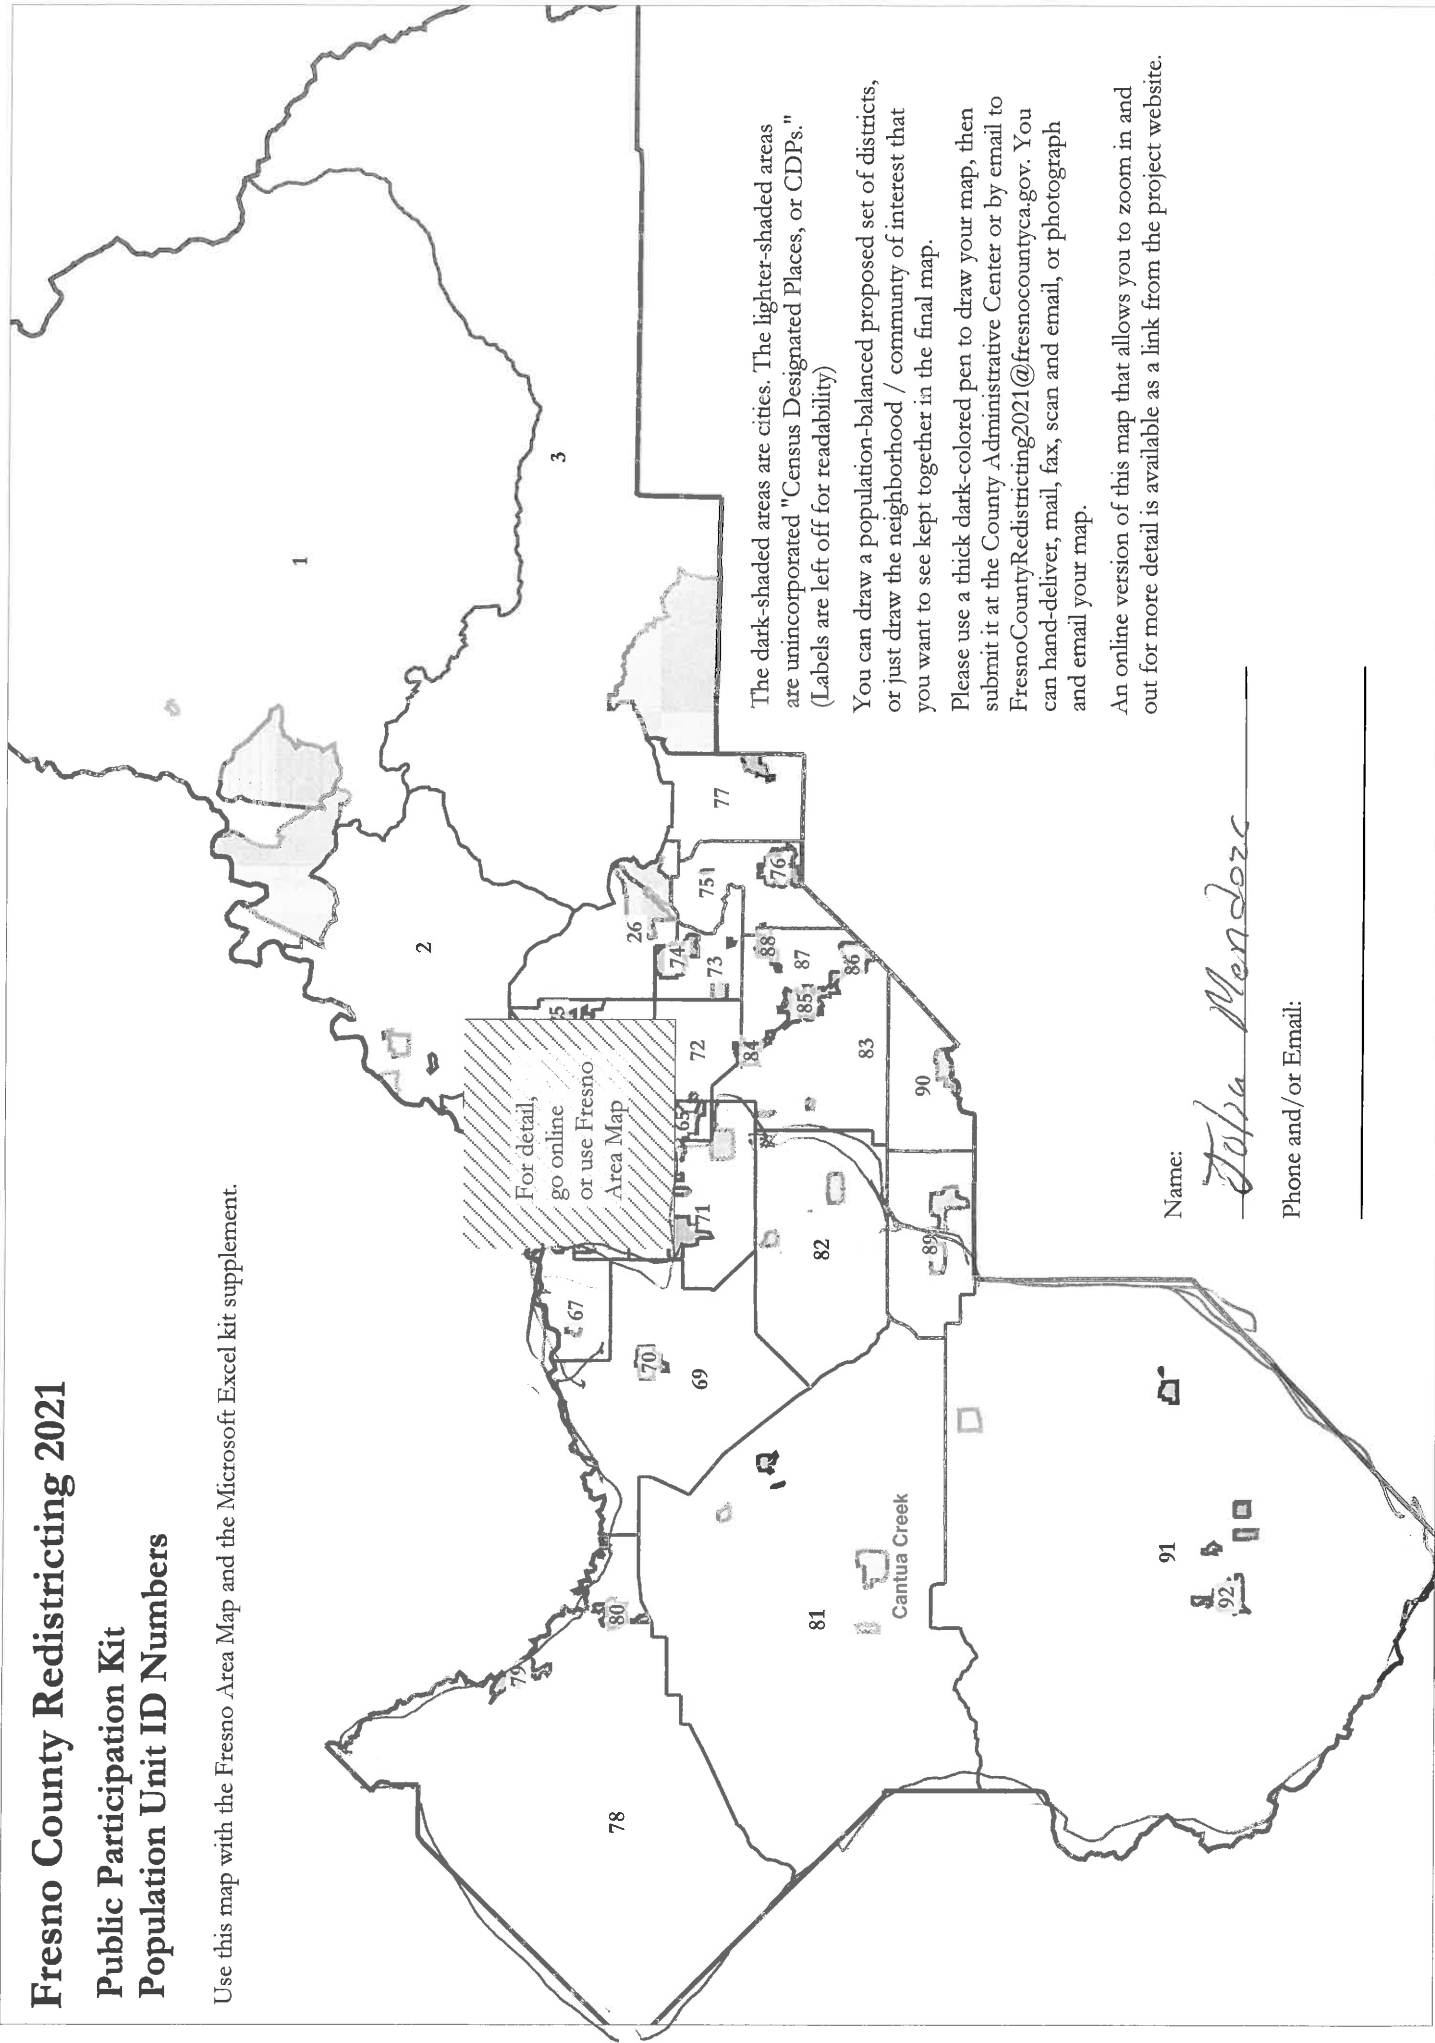 Fresno County Redistricting 2021
Public Participation Kit
Population Unit ID Numbers
Use this map with the Fresno Area Map and the Microsoft Excel kit supplement.
1
2
3
For detail,
go online
or use Fresno
Area Map
26
67
65
70
69
71
72
73
74
75
76
77
78
79
80
81
82
83
84
85
86
87
88
89
90
91
92
Cantua Creek
The dark-shaded areas are cities. The lighter-shaded areas
are unincorporated "Census Designated Places, or CDPs."
(Labels are left off for readability)
You can draw a population-balanced proposed set of districts,
or just draw the neighborhood / community of interest that
you want to see kept together in the final map.
Please use a thick dark-colored pen to draw your map, then
submit it at the County Administrative Center or by email to
FresnoCountyRedistricting2021@fresnocountyca.gov. You
can hand-deliver, mail, fax, scan and email, or photograph
and email your map.
An online version of this map that allows you to zoom in and
out for more detail is available as a link from the project website.
Name:
John Mendoza
Phone and/or Email: